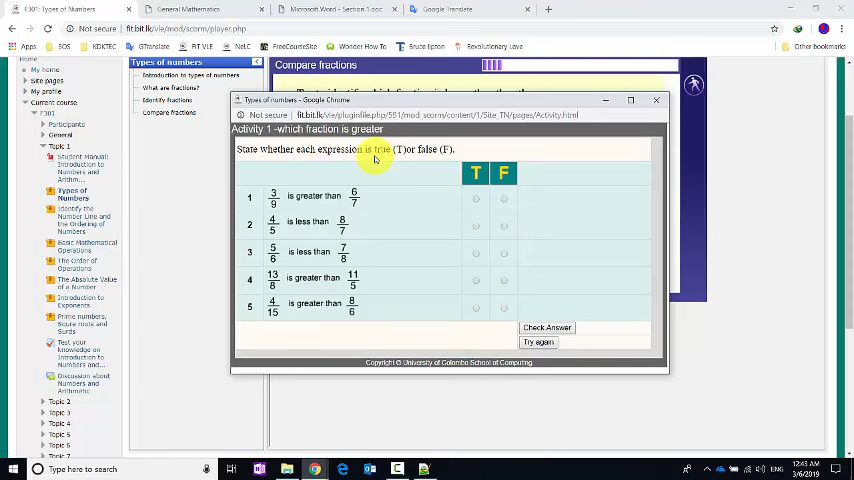 F301: Types of Numbers
General Mathematics
Microsoft Word - Section 1.doc
Google Translate
Not secure | fit.bit.lk/vle/mod/scorm/player.php
SOS
KDKTEC
GTranslate
FIT VLE
NeLC
FreeCourseSite
Wonder How To
Bruce lipton
Revolutionary Love
Other bookmarks
Home
My home
Site pages
My profile
Current course
F301
Participants
General
Topic 1
Student Manual:
Introduction to
Numbers and
Arithm...
Types of
Numbers
Identify the
Number Line and
the Ordering of
Numbers
Basic Mathematical
Operations
The Order of
Operations
The Absolute Value
of a Number
Introduction to
Exponents
Prime numbers,
Squre roots and
Surds
Test your
knowledge on
Introduction to
Numbers and...
Discussion about
Numbers and
Arithmetic
Topic 2
Topic 3
Topic 4
Topic 5
Topic 6
Types of numbers
Introduction to types of numbers
What are fractions?
Identify fractions
Compare fractions
Compare fractions
Types of numbers - Google Chrome
Not secure | fit.bit.lk/vle/pluginfile.php/591/mod_scorm/content/1/Site_TN/pages/Activity.html
Activity 1 -which fraction is greater
State whether each expression is true (T)or false (F).
T F
1 3/9 is greater than 6/7
2 4/5 is less than 8/7
3 5/6 is less than 7/8
4 13/8 is greater than 11/5
5 4/15 is greater than 8/6
Check Answer
Try again
Copyright © University of Colombo School of Computing
Type here to search
12:43 AM
3/6/2019